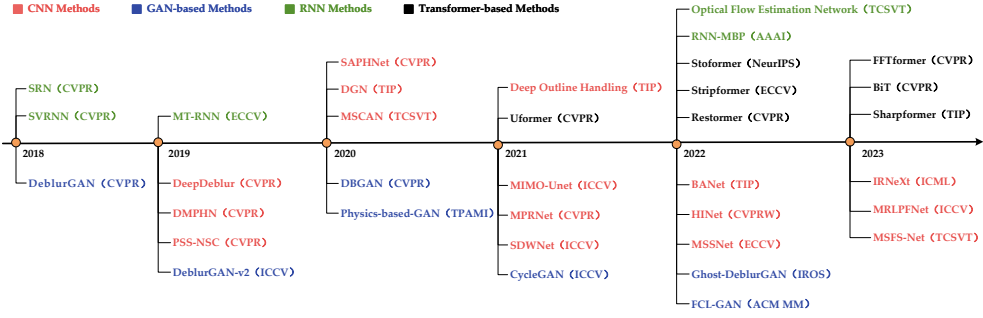 CNN Methods
GAN-based Methods
RNN Methods
Transformer-based Methods
SRN (CVPR)
SVRNN (CVPR)
2018
DeblurGAN (CVPR)
MT-RNN (ECCV)
2019
DeepDeblur (CVPR)
DMPHN (CVPR)
PSS-NSC (CVPR)
DeblurGAN-v2 (ICCV)
SAPHNet (CVPR)
DGN (TIP)
MSCAN (TCSVT)
2020
DBGAN (CVPR)
Physics-based-GAN (TPAMI)
Deep Outline Handling (TIP)
Uformer (CVPR)
2021
MIMO-Unet (ICCV)
MPRNet (CVPR)
SDWNet (ICCV)
CycleGAN (ICCV)
Optical Flow Estimation Network (TCSVT)
RNN-MBP (AAAI)
Stoformer (NeurIPS)
Stripformer (ECCV)
Restormer (CVPR)
2022
BANet (TIP)
HINet (CVPRW)
MSSNet (ECCV)
Ghost-DeblurGAN (IROS)
FCL-GAN (ACM MM)
FFTformer (CVPR)
BiT (CVPR)
Sharpformer (TIP)
2023
IRNeXt (ICML)
MRLPFNet (ICCV)
MSFS-Net (TCSVT)